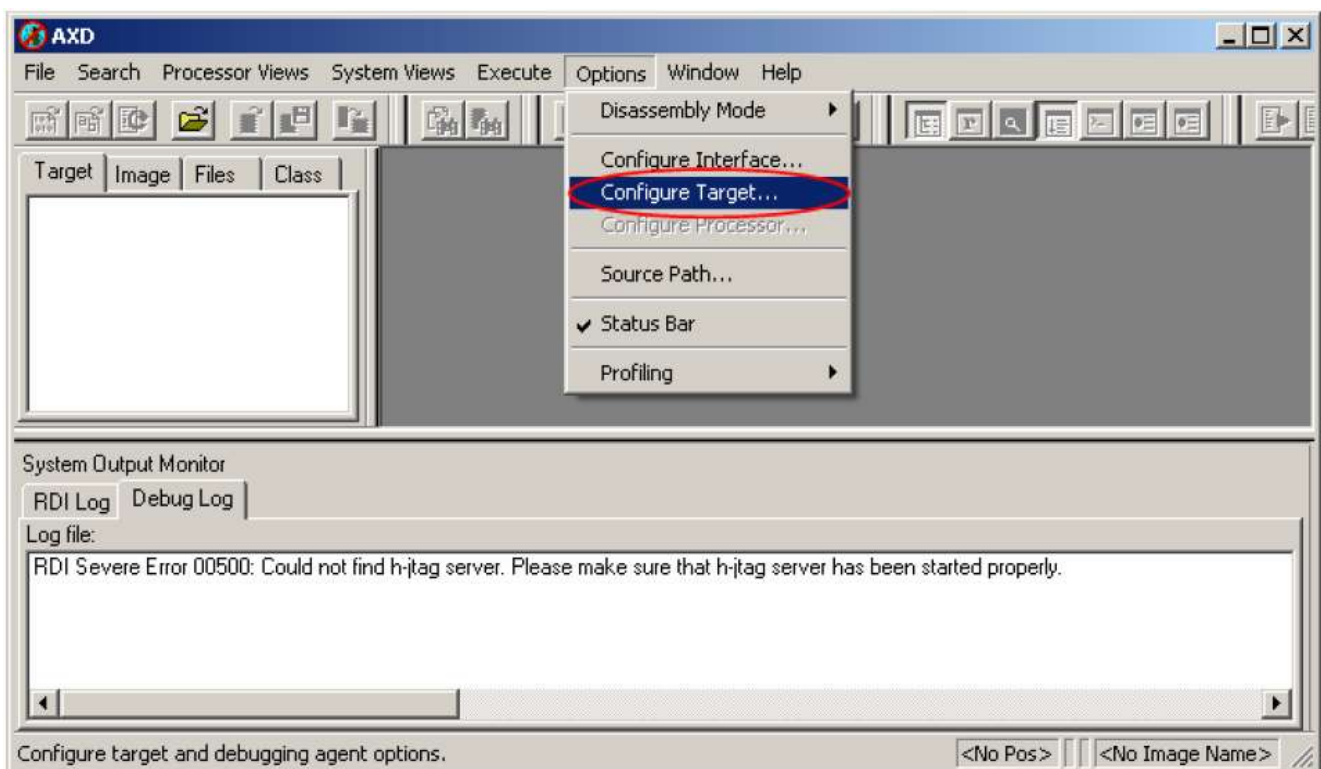 AXD
File Search Processor Views System Views Execute Options Window Help
Disassembly Mode
Configure Interface...
Configure Target...
Configure Processor...
Source Path...
Status Bar
Profiling
Target Image Files Class
System Output Monitor
RDI Log Debug Log
Log file:
RDI Severe Error 00500: Could not find h-jtag server. Please make sure that h-jtag server has been started properly.
Configure target and debugging agent options. <No Pos> <No Image Name>